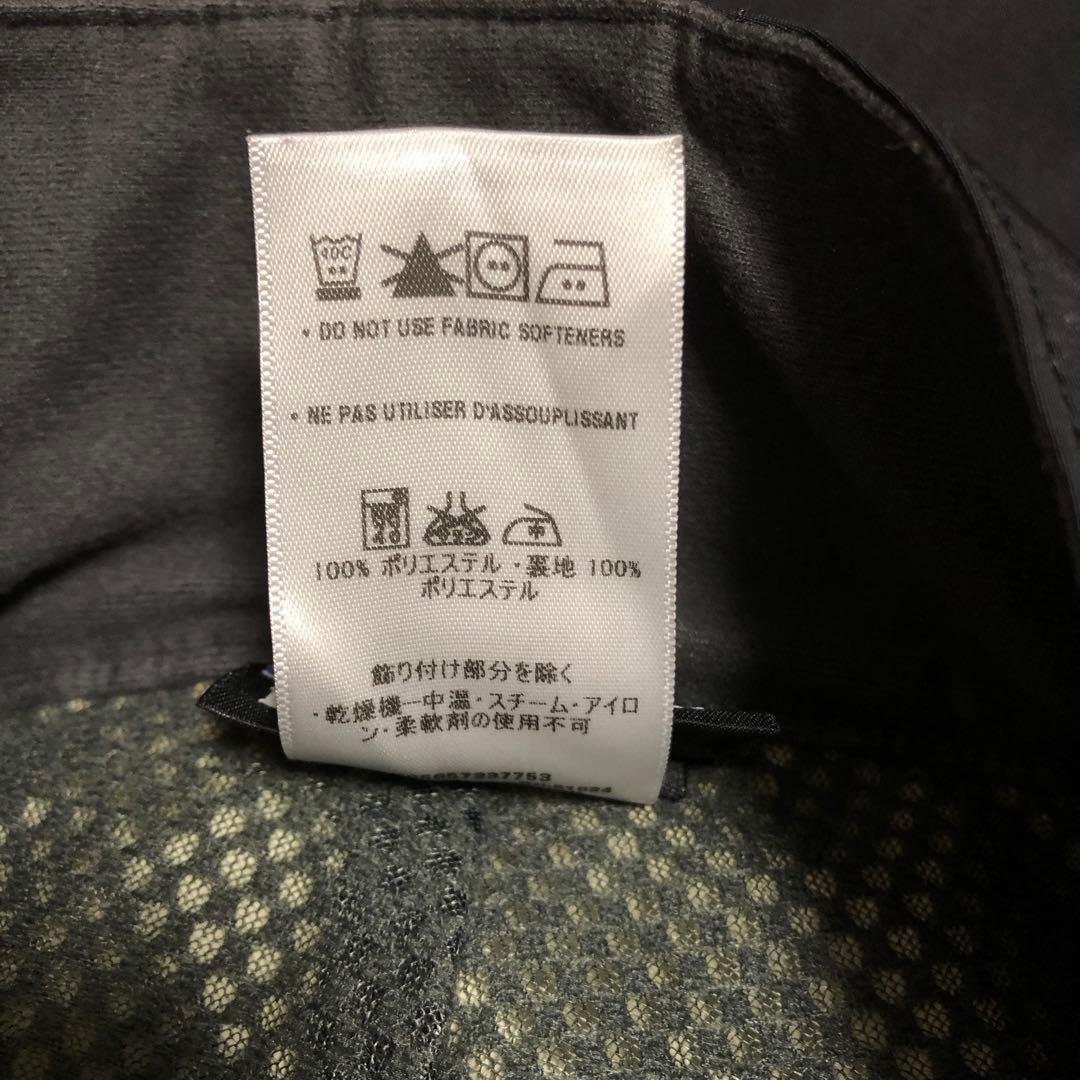 40C
• DO NOT USE FABRIC SOFTENERS
• NE PAS UTILISER D'ASSOUPLISSANT
中
100% ポリエステル・裏地 100%
ポリエステル
飾り付け部分を除く
・乾燥機一中温・スチーム・アイロ
ン・柔軟剤の使用不可